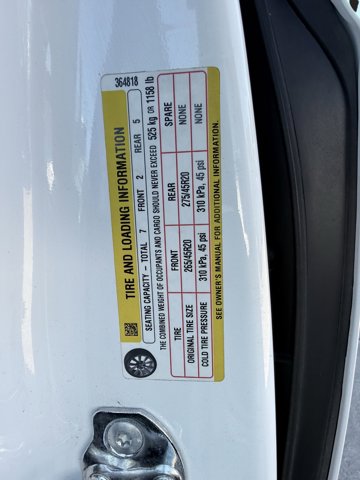 364818
TIRE AND LOADING INFORMATION
SEATING CAPACITY – TOTAL 7 FRONT 2 REAR 5
THE COMBINED WEIGHT OF OCCUPANTS AND CARGO SHOULD NEVER EXCEED 525 kg OR 1158 lb
TIRE FRONT REAR SPARE
ORIGINAL TIRE SIZE 265/45R20 275/45R20 NONE
COLD TIRE PRESSURE 310 kPa, 45 psi 310 kPa, 45 psi NONE
SEE OWNER'S MANUAL FOR ADDITIONAL INFORMATION